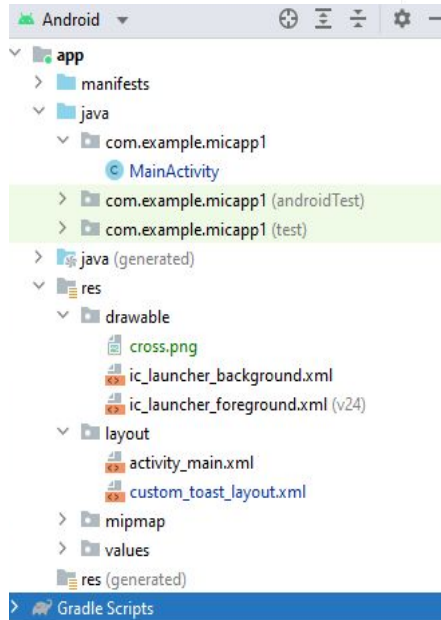 Android
app
manifests
java
com.example.micapp1
C MainActivity
com.example.micapp1 (androidTest)
com.example.micapp1 (test)
java (generated)
res
drawable
cross.png
ic_launcher_background.xml
ic_launcher_foreground.xml (v24)
layout
activity_main.xml
custom_toast_layout.xml
mipmap
values
res (generated)
Gradle Scripts